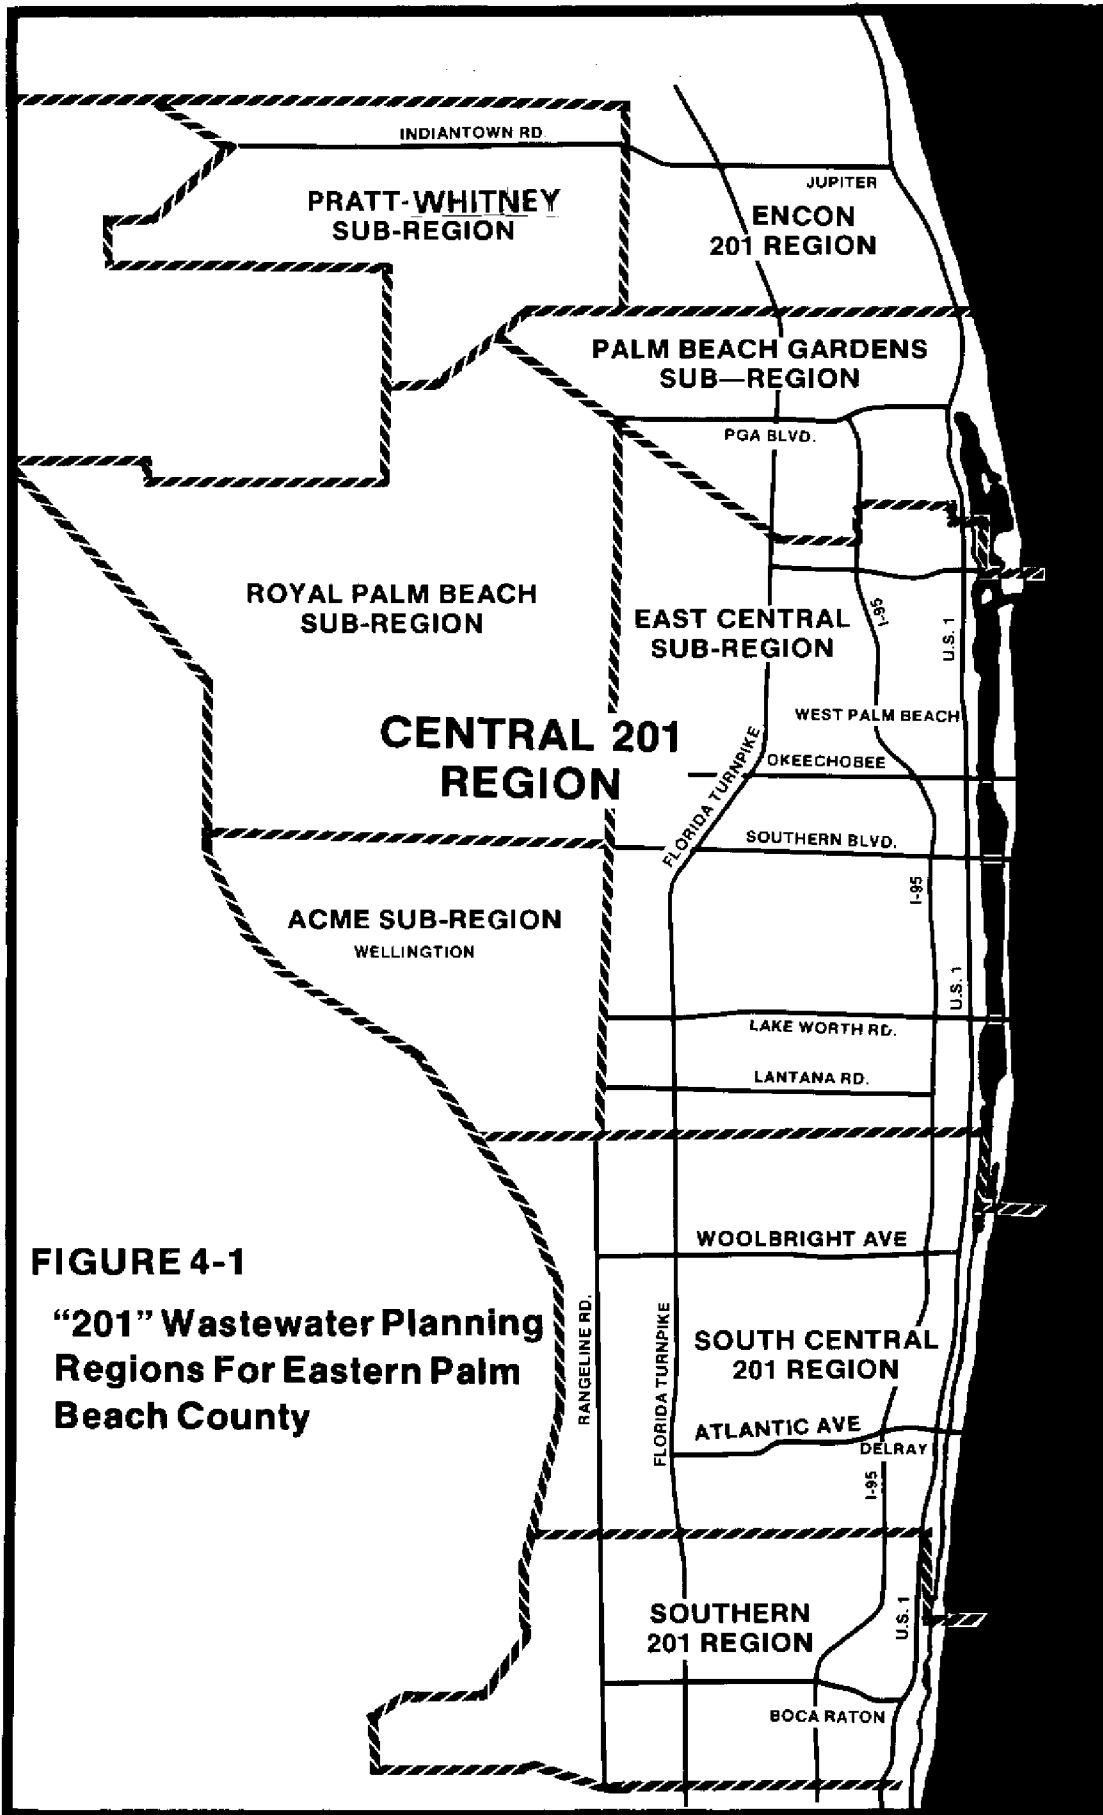 INDIANTOWN RD.
JUPITER
PRATT-WHITNEY
SUB-REGION
ENCON
201 REGION
PALM BEACH GARDENS
SUB—REGION
PGA BLVD.
ROYAL PALM BEACH
SUB-REGION
EAST CENTRAL
SUB-REGION
I-95
U.S. 1
WEST PALM BEACH
CENTRAL 201
REGION
FLORIDA TURNPIKE
OKEECHOBEE
SOUTHERN BLVD.
I-95
ACME SUB-REGION
WELLINGTION
U.S. 1
LAKE WORTH RD.
LANTANA RD.
WOOLBRIGHT AVE
FIGURE 4-1
“201” Wastewater Planning
Regions For Eastern Palm
Beach County
RANGELINE RD.
FLORIDA TURNPIKE
SOUTH CENTRAL
201 REGION
ATLANTIC AVE
DELRAY
I-95
SOUTHERN
201 REGION
U.S. 1
BOCA RATON